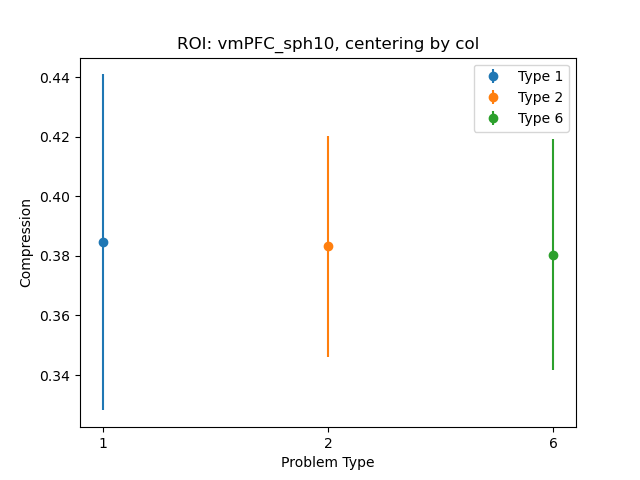 ROI: vmPFC_sph10, centering by col
Type 1
Type 2
Type 6
0.44
0.42
0.40
0.38
0.36
0.34
Compression
1 2 6
Problem Type